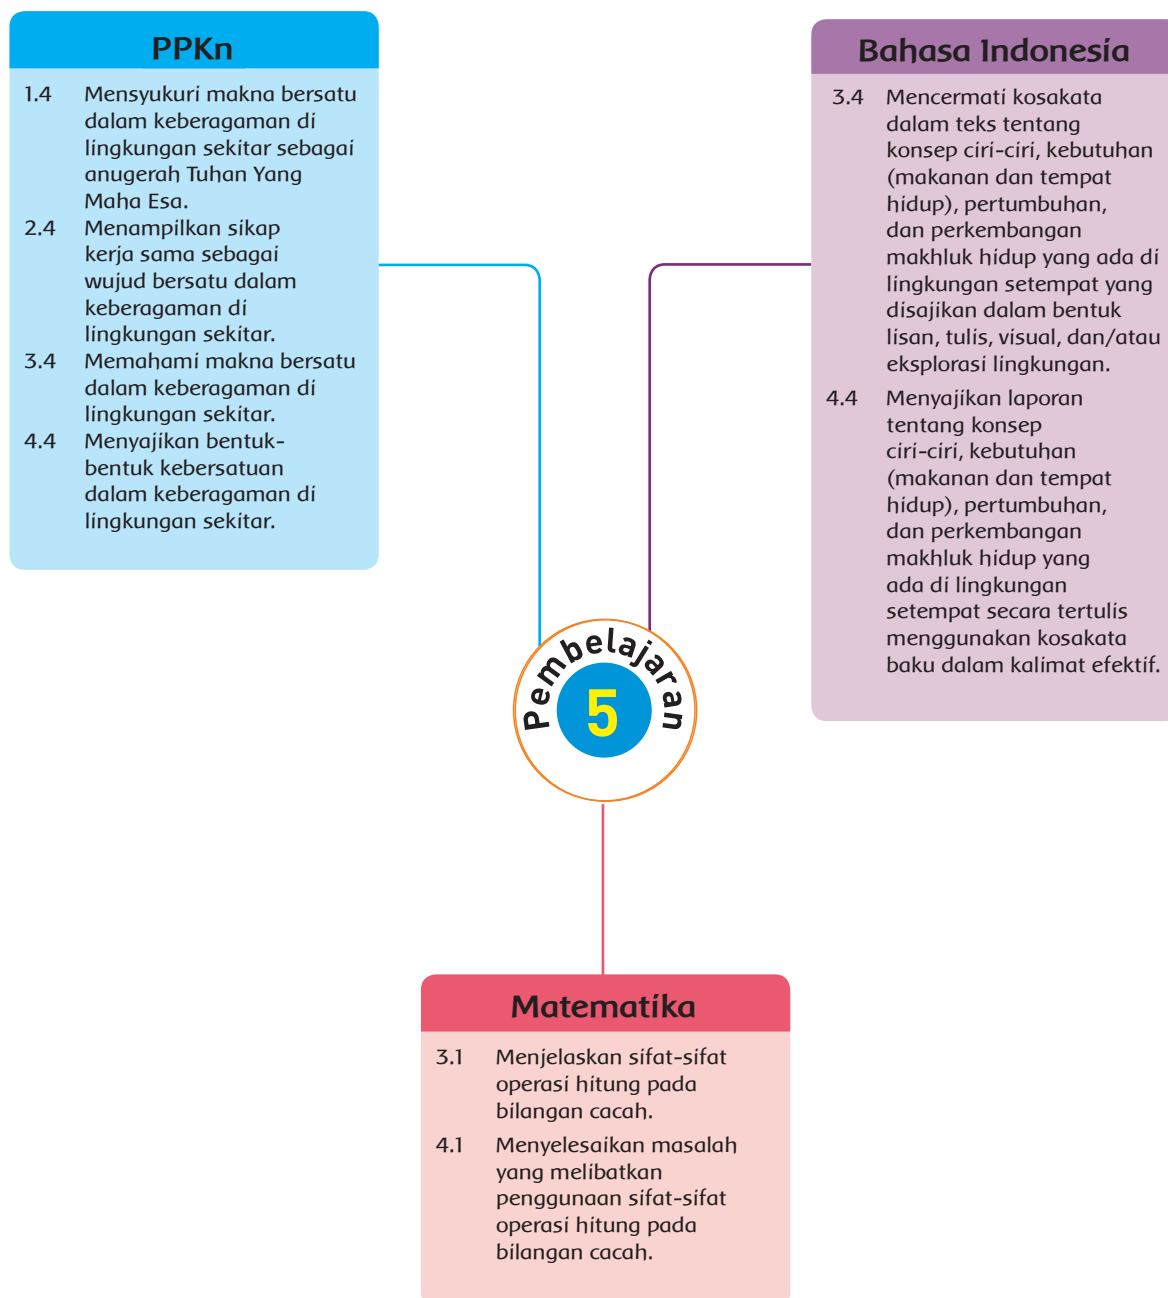 PPKn
1.4 Mensyukuri makna bersatu
dalam keberagaman di
lingkungan sekitar sebagai
anugerah Tuhan Yang
Maha Esa.
2.4 Menampilkan sikap
kerja sama sebagai
wujud bersatu dalam
keberagaman di
lingkungan sekitar.
3.4 Memahami makna bersatu
dalam keberagaman di
lingkungan sekitar.
4.4 Menyajikan bentuk-
bentuk kebersatuan
dalam keberagaman di
lingkungan sekitar.
Bahasa Indonesia
3.4 Mencermati kosakata
dalam teks tentang
konsep ciri-ciri, kebutuhan
(makanan dan tempat
hidup), pertumbuhan,
dan perkembangan
makhluk hidup yang ada di
lingkungan setempat yang
disajikan dalam bentuk
lisan, tulis, visual, dan/atau
eksplorasi lingkungan.
4.4 Menyajikan laporan
tentang konsep
ciri-ciri, kebutuhan
(makanan dan tempat
hidup), pertumbuhan,
dan perkembangan
makhluk hidup yang
ada di lingkungan
setempat secara tertulis
menggunakan kosakata
baku dalam kalimat efektif.
Pembelajaran
5
Matematika
3.1 Menjelaskan sifat-sifat
operasi hitung pada
bilangan cacah.
4.1 Menyelesaikan masalah
yang melibatkan
penggunaan sifat-sifat
operasi hitung pada
bilangan cacah.